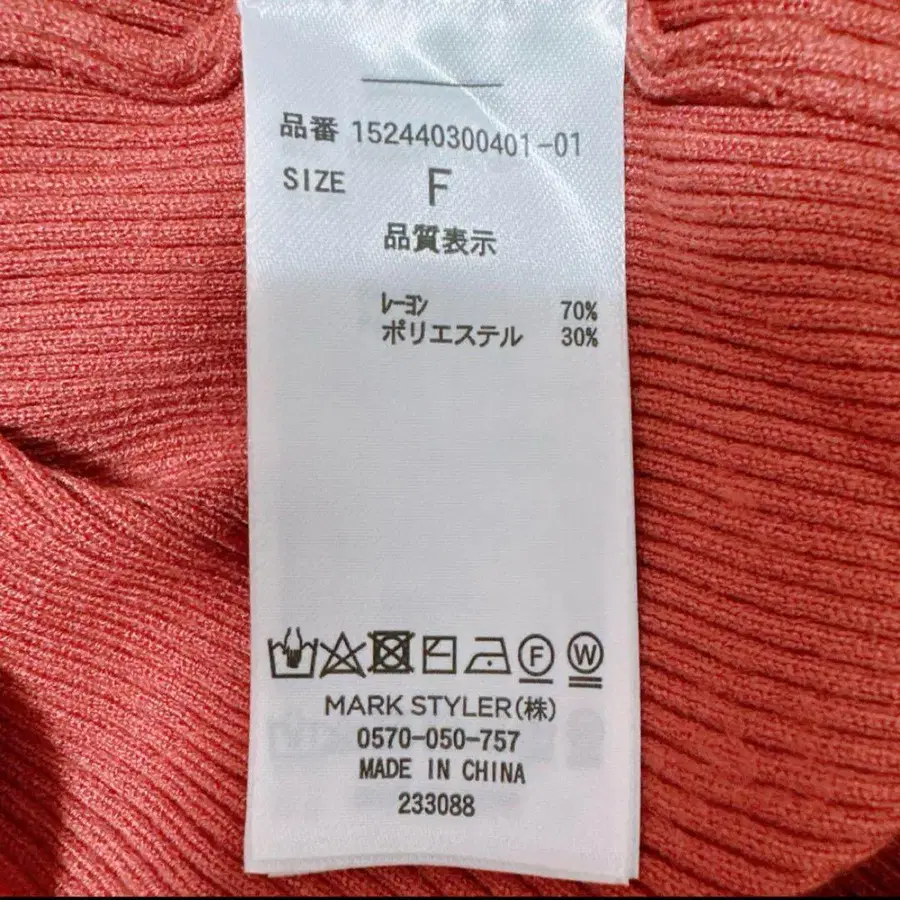 品番 152440300401-01
SIZE F
品質表示
レーヨン 70%
ポリエステル 30%
F W
MARK STYLER(株)
0570-050-757
MADE IN CHINA
233088